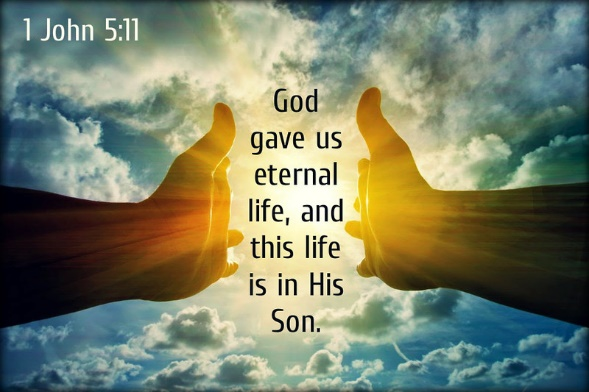 1 John 5:11
God
gave us
eternal
life, and
this life
is in His
Son.